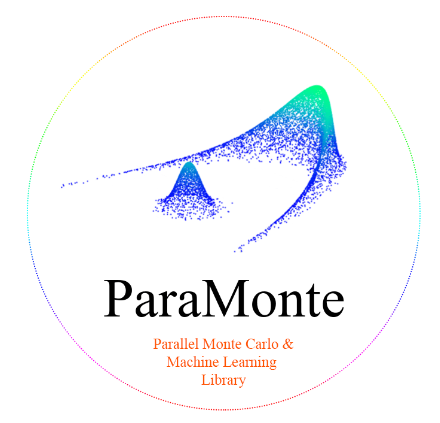 ParaMonte
Parallel Monte Carlo &
Machine Learning
Library